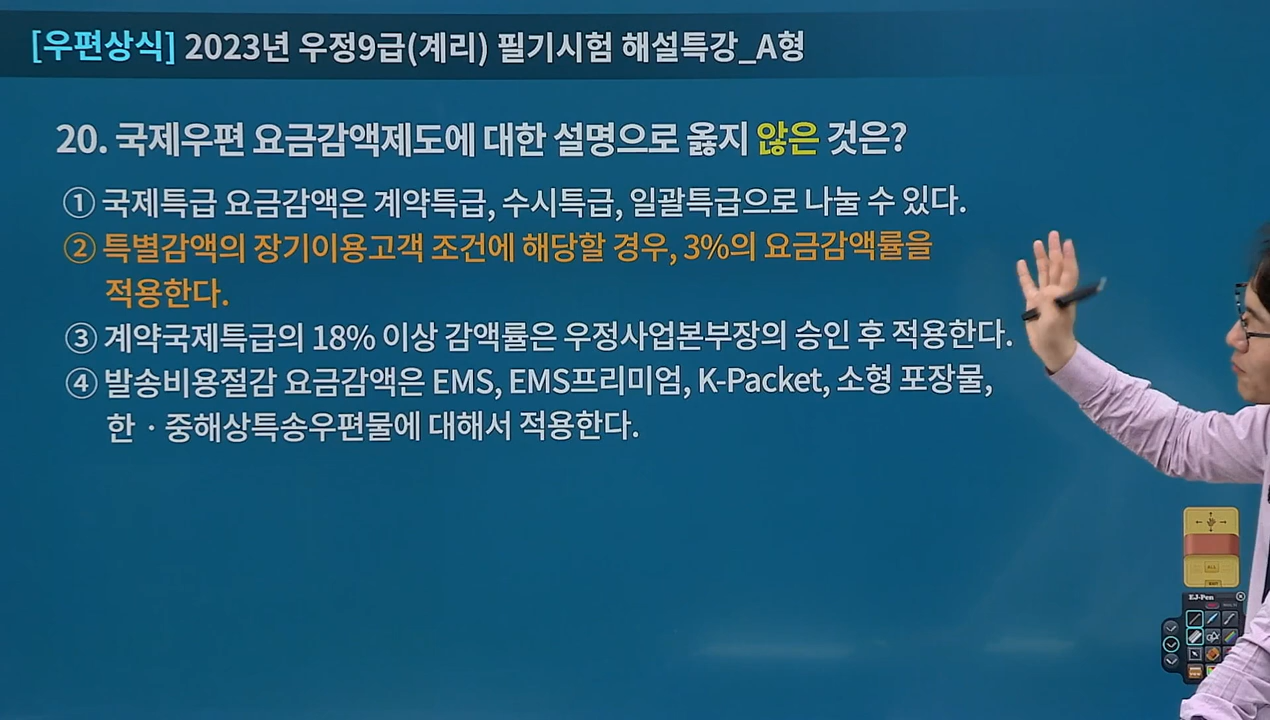 [우편상식] 2023년 우정9급(계리) 필기시험 해설특강_A형
20. 국제우편 요금감액제도에 대한 설명으로 옳지 않은 것은?
① 국제특급 요금감액은 계약특급, 수시특급, 일괄특급으로 나눌 수 있다.
② 특별감액의 장기이용고객 조건에 해당할 경우, 3%의 요금감액률을
적용한다.
③ 계약국제특급의 18% 이상 감액률은 우정사업본부장의 승인 후 적용한다.
④ 발송비용절감 요금감액은 EMS, EMS프리미엄, K-Packet, 소형 포장물,
한 · 중해상특송우편물에 대해서 적용한다.
ALL
EJ-Pen